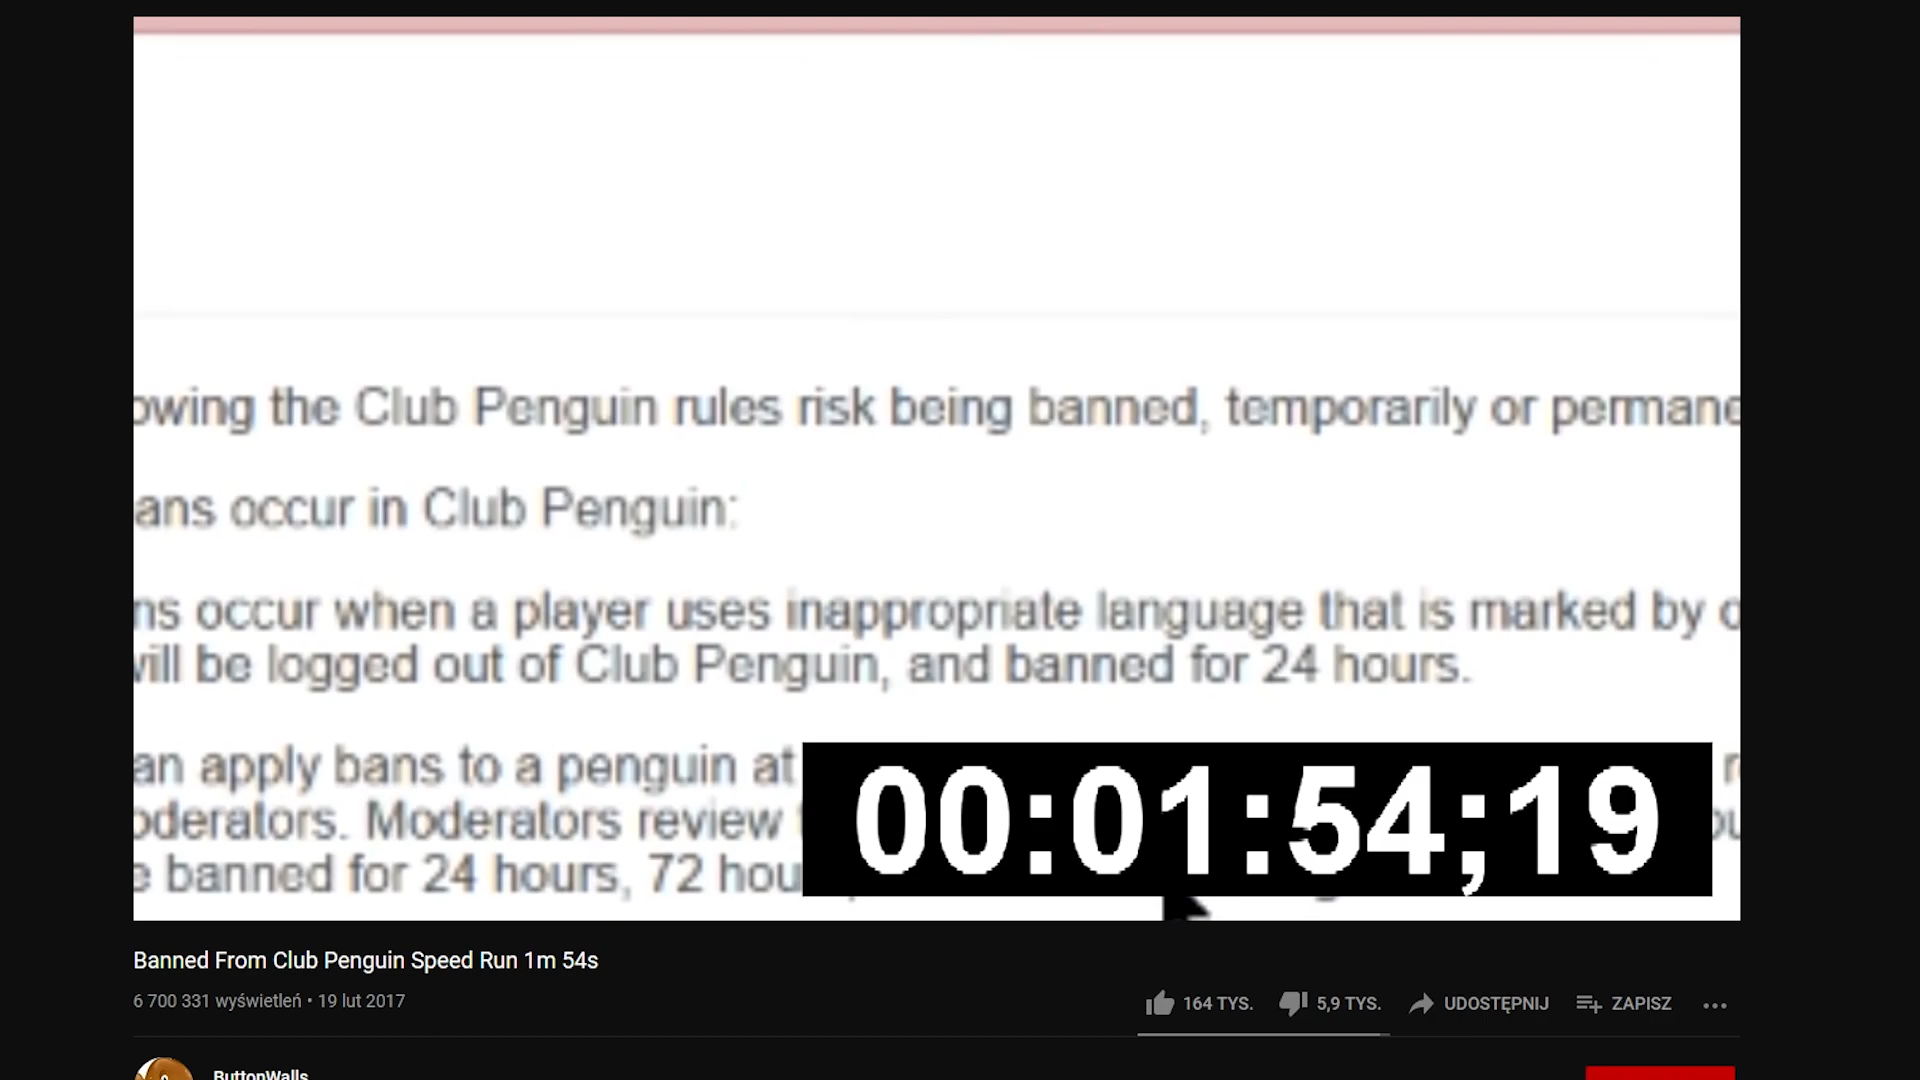 owing the Club Penguin rules risk being banned, temporarily or permane
ans occur in Club Penguin:
ns occur when a player uses inappropriate language that is marked by
will be logged out of Club Penguin, and banned for 24 hours.
an apply bans to a penguin at
oderators. Moderators review
e banned for 24 hours, 72 hou
00:01:54;19
Banned From Club Penguin Speed Run 1m 54s
6 700 331 wyświetleń • 19 lut 2017
164 TYS. 5,9 TYS. UDOSTĘPNIJ ZAPISZ ...
ButtonWalls